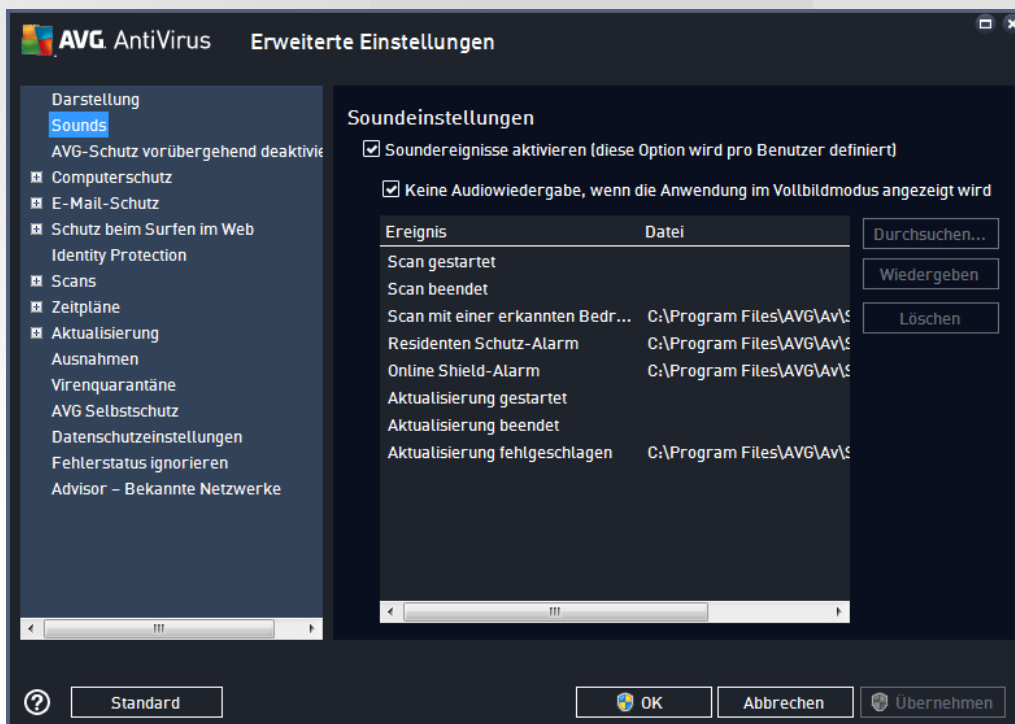 AVG. AntiVirus Erweiterte Einstellungen
Darstellung
Sounds
AVG-Schutz vorübergehend deaktivie
Computerschutz
E-Mail-Schutz
Schutz beim Surfen im Web
Identity Protection
Scans
Zeitpläne
Aktualisierung
Ausnahmen
Virenquarantäne
AVG Selbstschutz
Datenschutzeinstellungen
Fehlerstatus ignorieren
Advisor – Bekannte Netzwerke
Soundeinstellungen
Soundereignisse aktivieren (diese Option wird pro Benutzer definiert)
Keine Audiowiedergabe, wenn die Anwendung im Vollbildmodus angezeigt wird
Ereignis Datei
Scan gestartet
Scan beendet
Scan mit einer erkannten Bedr... C:\Program Files\AVG\Av\S
Residenten Schutz-Alarm C:\Program Files\AVG\Av\S
Online Shield-Alarm C:\Program Files\AVG\Av\S
Aktualisierung gestartet
Aktualisierung beendet
Aktualisierung fehlgeschlagen C:\Program Files\AVG\Av\S
Durchsuchen...
Wiedergeben
Löschen
? Standard OK Abbrechen Übernehmen